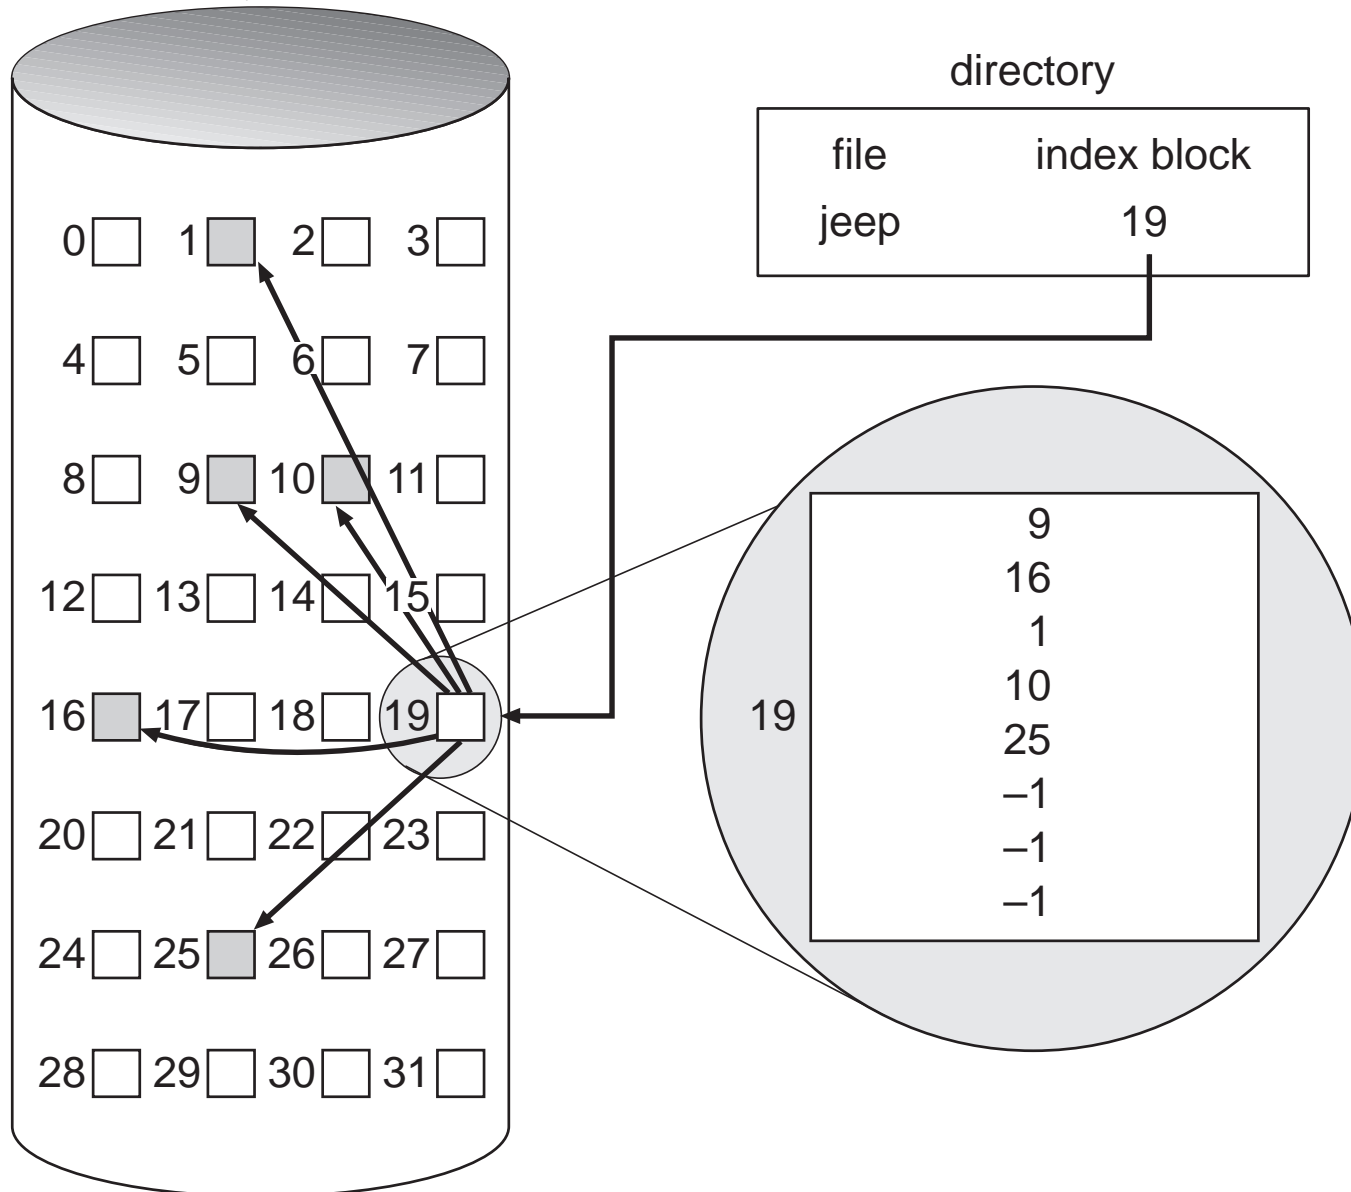 directory
file index block
jeep 19
0 1 2 3
4 5 6 7
8 9 10 11
12 13 14 15
16 17 18 19
20 21 22 23
24 25 26 27
28 29 30 31
19
9
16
1
10
25
–1
–1
–1